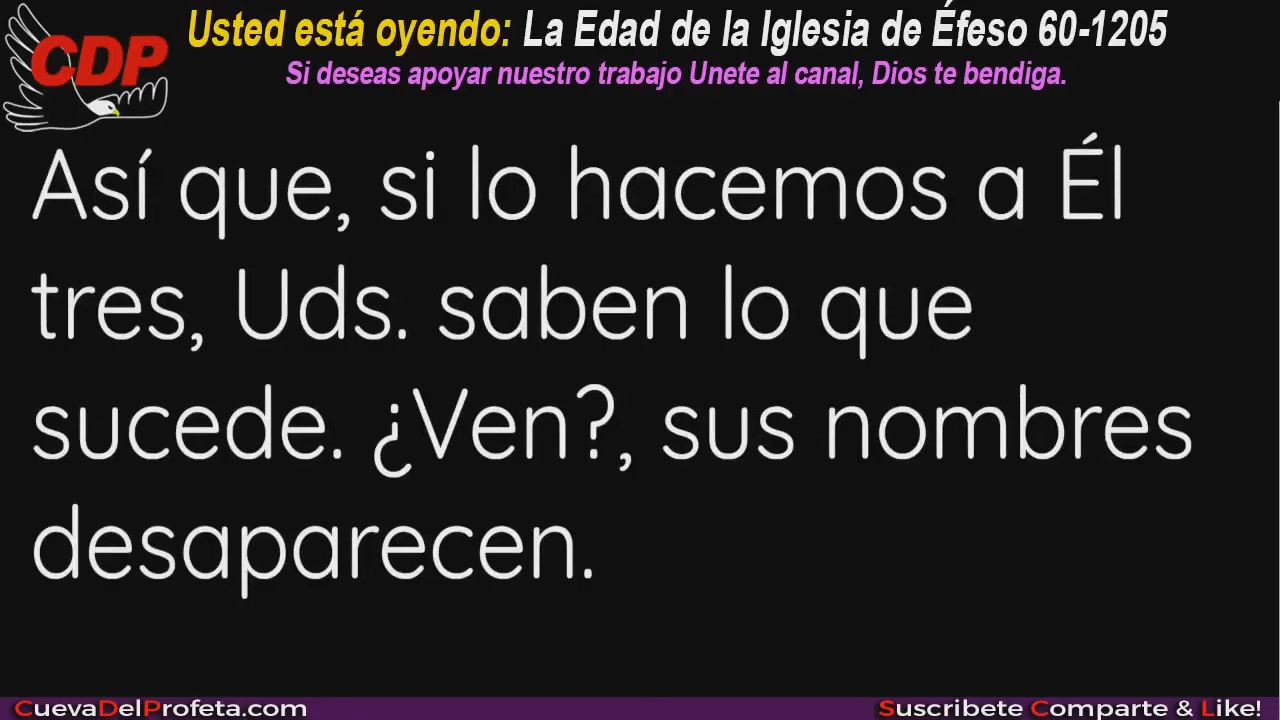 CDP
Usted está oyendo: La Edad de la Iglesia de Éfeso 60-1205
Si deseas apoyar nuestro trabajo Unete al canal, Dios te bendiga.
Así que, si lo hacemos a Él
tres, Uds. saben lo que
sucede. ¿Ven?, sus nombres
desaparecen.
CuevaDelProfeta.com
Suscribete Comparte & Like!